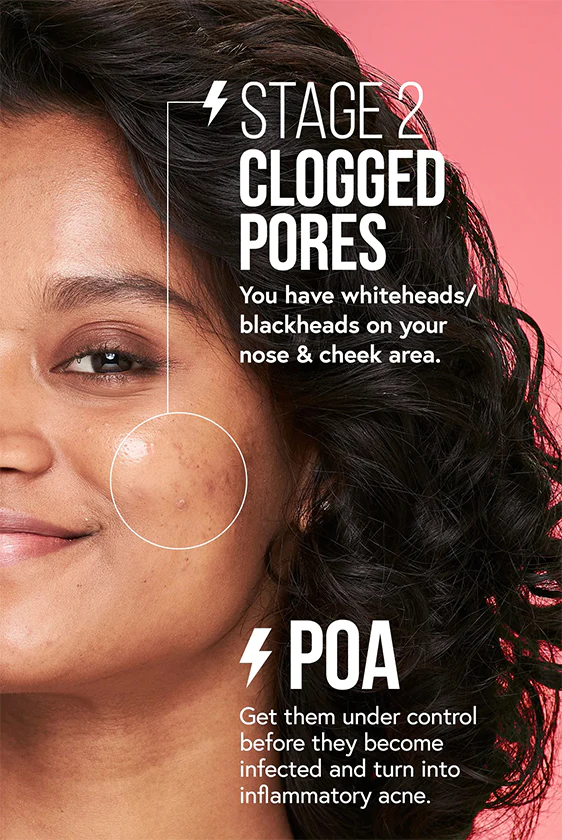 STAGE 2
CLOGGED
PORES
You have whiteheads/
blackheads on your
nose & cheek area.
POA
Get them under control
before they become
infected and turn into
inflammatory acne.